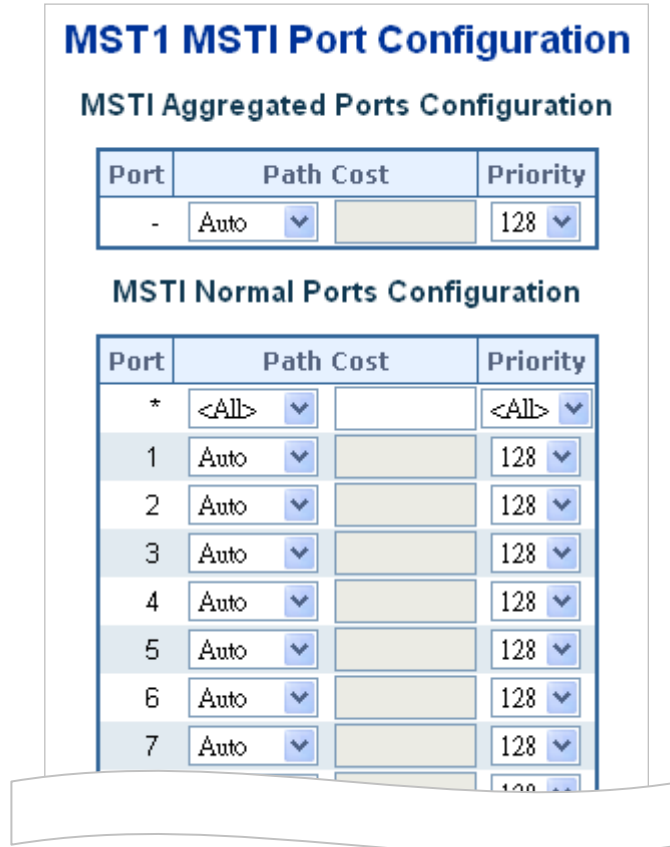 MST1 MSTI Port Configuration
MSTI Aggregated Ports Configuration
Port Path Cost Priority
- Auto 128
MSTI Normal Ports Configuration
Port Path Cost Priority
* <All> <All>
1 Auto 128
2 Auto 128
3 Auto 128
4 Auto 128
5 Auto 128
6 Auto 128
7 Auto 128